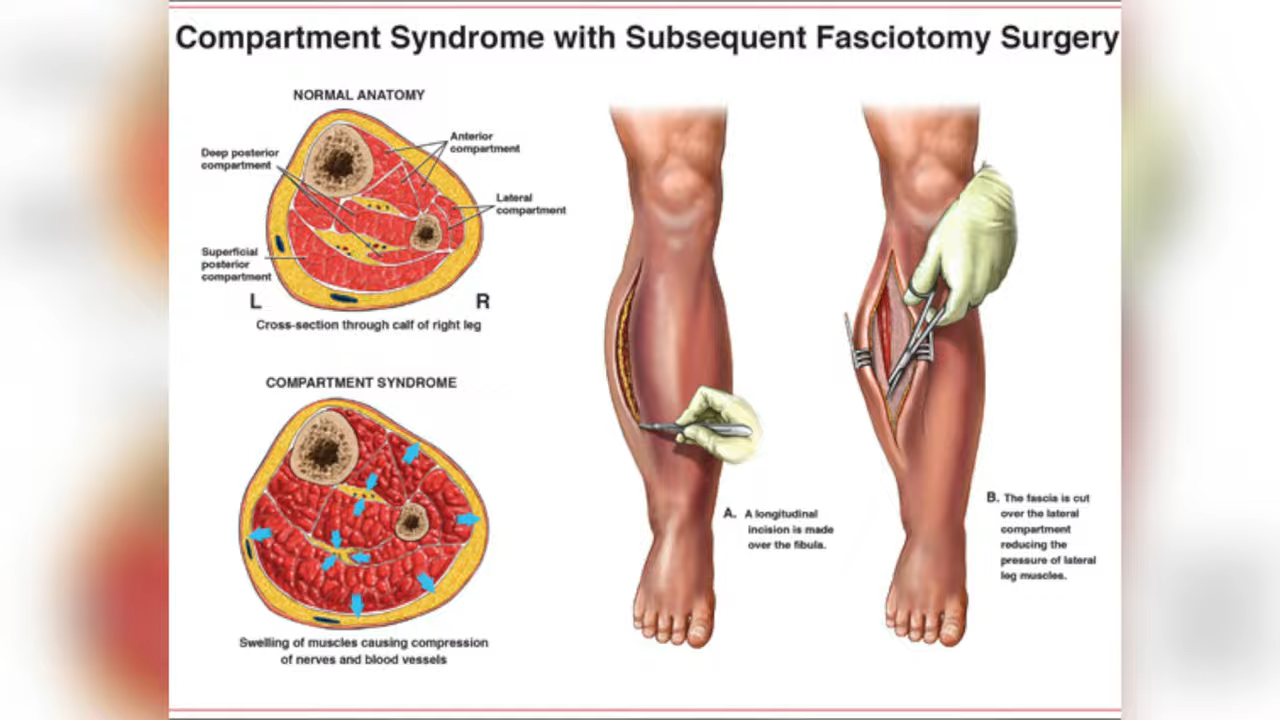 Compartment Syndrome with Subsequent Fasciotomy Surgery
NORMAL ANATOMY
Deep posterior
compartment
Anterior
compartment
Lateral
compartment
Superficial
posterior
compartment
L
R
Cross-section through calf of right leg
COMPARTMENT SYNDROME
Swelling of muscles causing compression
of nerves and blood vessels
A. A longitudinal
incision is made
over the fibula.
B. The fascia is cut
over the lateral
compartment
reducing the
pressure of lateral
leg muscles.